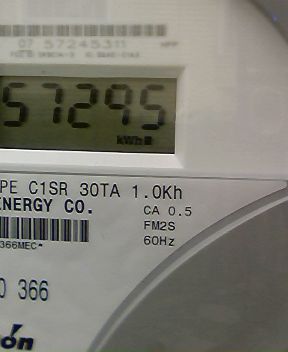 07 57245311
57295
kWh
PE C1SR 30TA 1.0Kh
ENERGY CO.
CA 0.5
FM2S
60Hz
366MEC*
0 366
ón